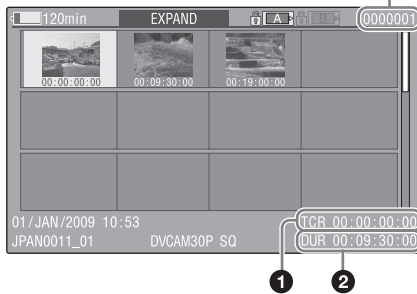 120min EXPAND A B 0000001
00:00:00:00 00:09:30:00 00:19:00:00
01/JAN/2009 10:53 TCR 00:00:00:00
JPAN0011_01 DVCAM30P SQ DUR 00:09:30:00
1 2